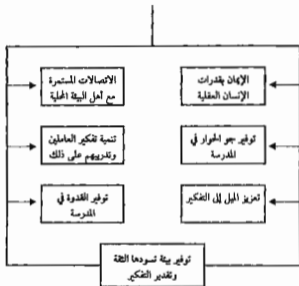 الإيمان بقدرات
الإنسان العقلية
الاتصالات المستمرة
مع أهل البيئة المحلية
توفير جو الحوار في
المدرسة
تنمية تفكير العاملين
وتدريبهم على ذلك
تعزيز الميل إلى التفكير
توفير القدوة في
المدرسة
توفير بيئة تسودها الثقة
وتقدير التفكير